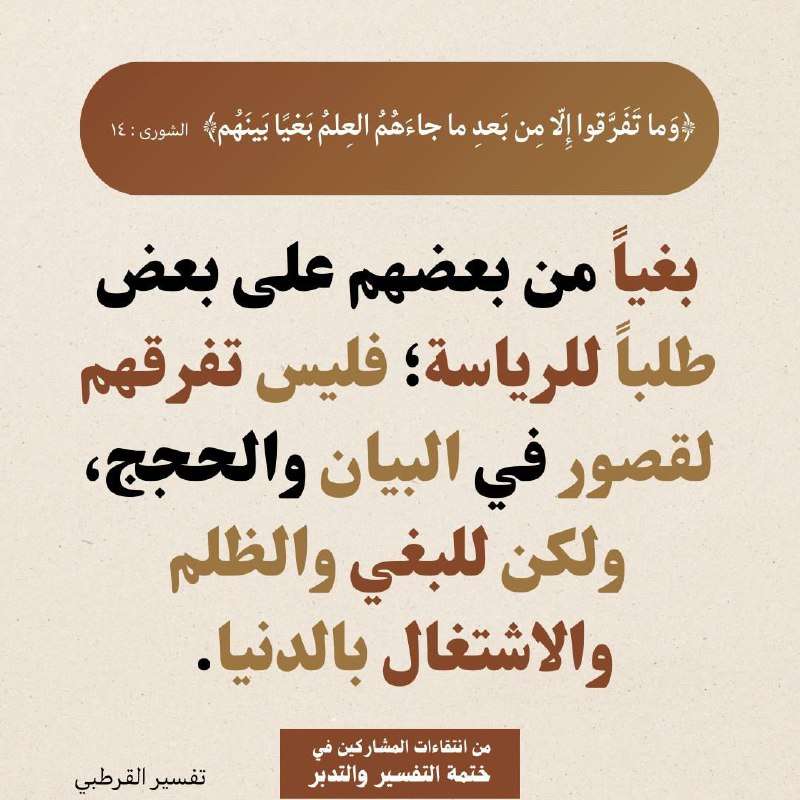 ﴿وَما تَفَرَّقوا إِلّا مِن بَعدِ ما جاءَهُمُ العِلمُ بَغيًا بَينَهُم﴾ الشورى : ١٤
بغياً من بعضهم على بعض
طلباً للرياسة؛ فليس تفرقهم
لقصور في البيان والحجج،
ولكن للبغي والظلم
والاشتغال بالدنيا.
من انتقاءات المشاركين في
ختمة التفسير والتدبر
تفسير القرطبي